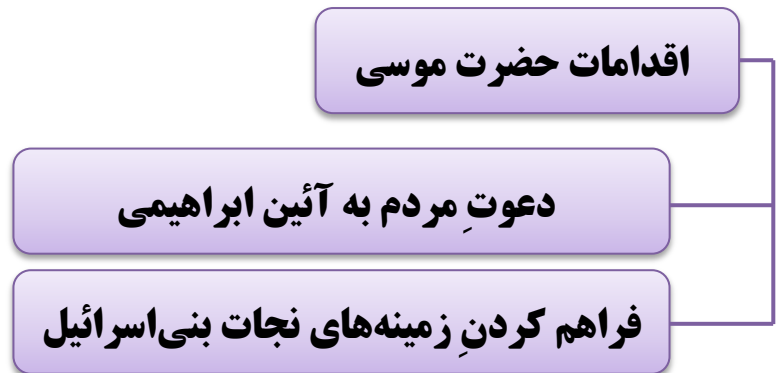 اقدامات حضرت موسی
دعوتِ مردم به آئین ابراهیمی
فراهم کردنِ زمینه‌های نجات بنی‌اسرائیل